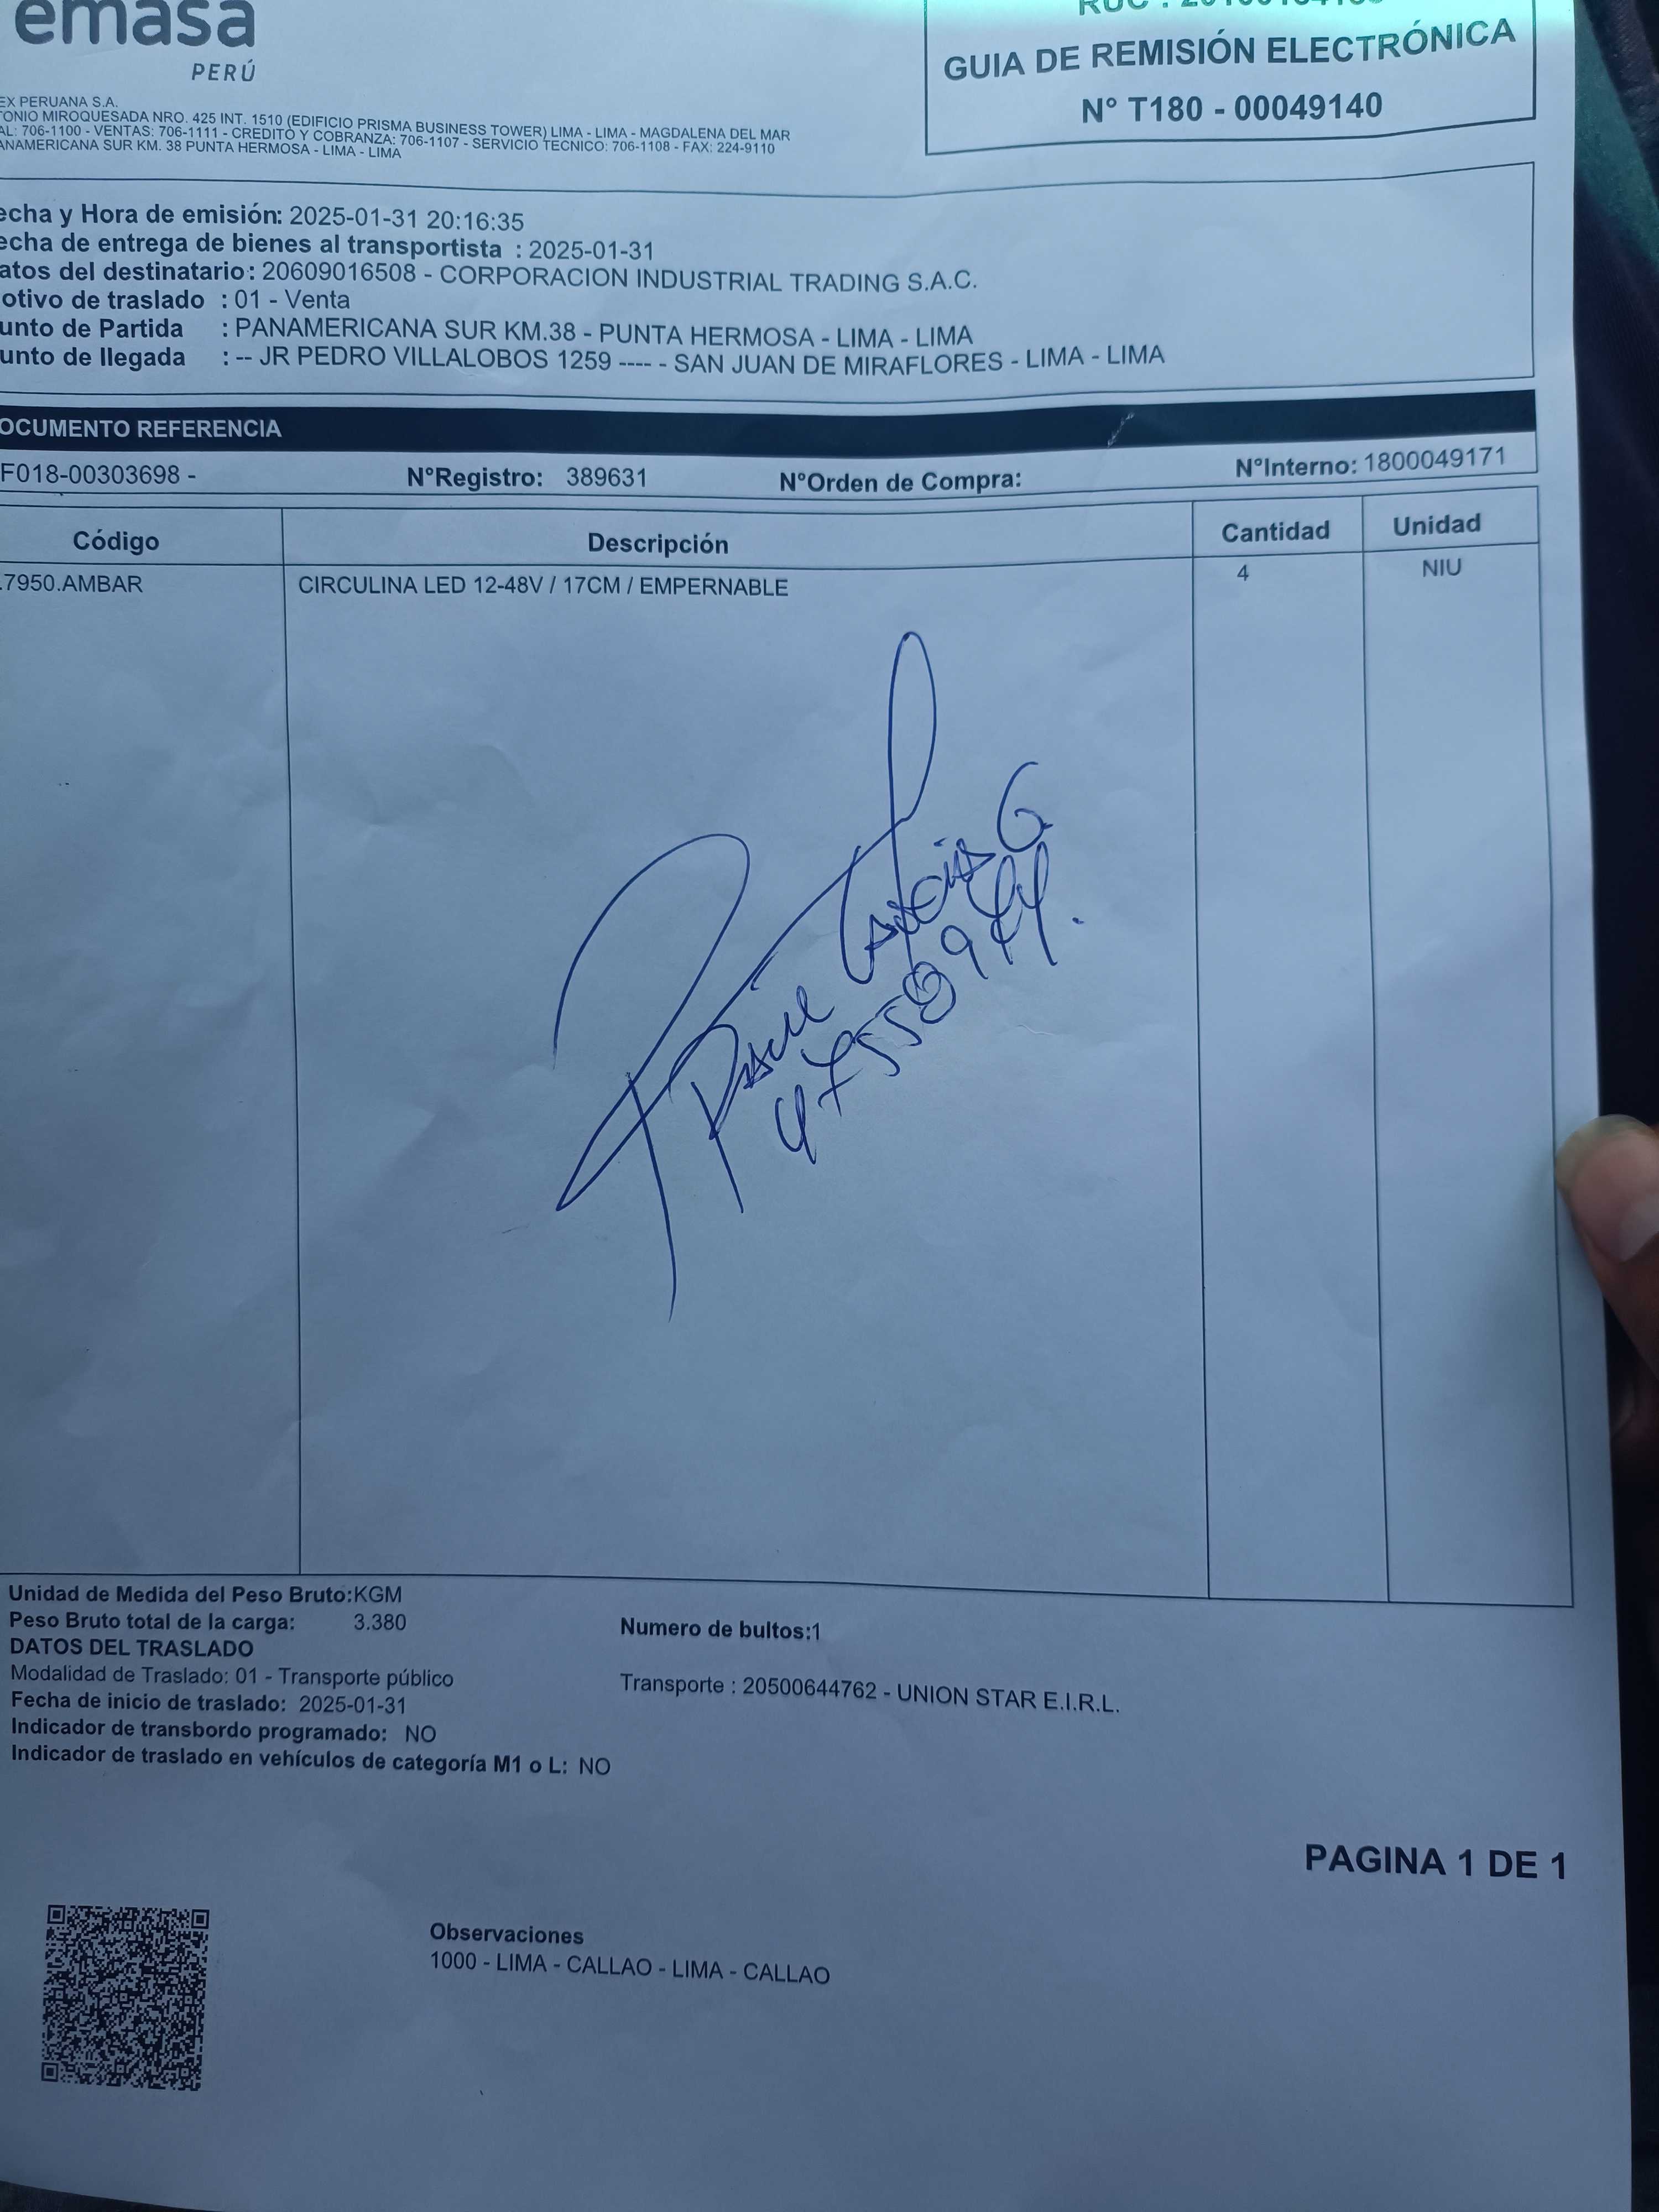 emasa
PERÚ
EX PERUANA S.A.
TONIO MIROQUESADA NRO. 425 INT. 1510 (EDIFICIO PRISMA BUSINESS TOWER) LIMA - LIMA - MAGDALENA DEL MAR
AL: 706-1100 - VENTAS: 706-1111 - CREDITO Y COBRANZA: 706-1107 - SERVICIO TECNICO: 706-1108 - FAX: 224-9110
ANAMERICANA SUR KM. 38 PUNTA HERMOSA - LIMA - LIMA
GUIA DE REMISIÓN ELECTRÓNICA
N° T180 - 00049140
echa y Hora de emisión: 2025-01-31 20:16:35
echa de entrega de bienes al transportista : 2025-01-31
atos del destinatario: 20609016508 - CORPORACION INDUSTRIAL TRADING S.A.C.
otivo de traslado : 01 - Venta
unto de Partida : PANAMERICANA SUR KM.38 - PUNTA HERMOSA - LIMA - LIMA
unto de llegada : -- JR PEDRO VILLALOBOS 1259 ---- - SAN JUAN DE MIRAFLORES - LIMA - LIMA
OCUMENTO REFERENCIA
F018-00303698 - N°Registro: 389631 N°Orden de Compra: N°Interno: 1800049171
Código Descripción Cantidad Unidad
.7950.AMBAR CIRCULINA LED 12-48V / 17CM / EMPERNABLE 4 NIU
Unidad de Medida del Peso Bruto:KGM
Peso Bruto total de la carga: 3.380 Numero de bultos:1
DATOS DEL TRASLADO
Modalidad de Traslado: 01 - Transporte público Transporte : 20500644762 - UNION STAR E.I.R.L.
Fecha de inicio de traslado: 2025-01-31
Indicador de transbordo programado: NO
Indicador de traslado en vehículos de categoría M1 o L: NO
PAGINA 1 DE 1
Observaciones
1000 - LIMA - CALLAO - LIMA - CALLAO